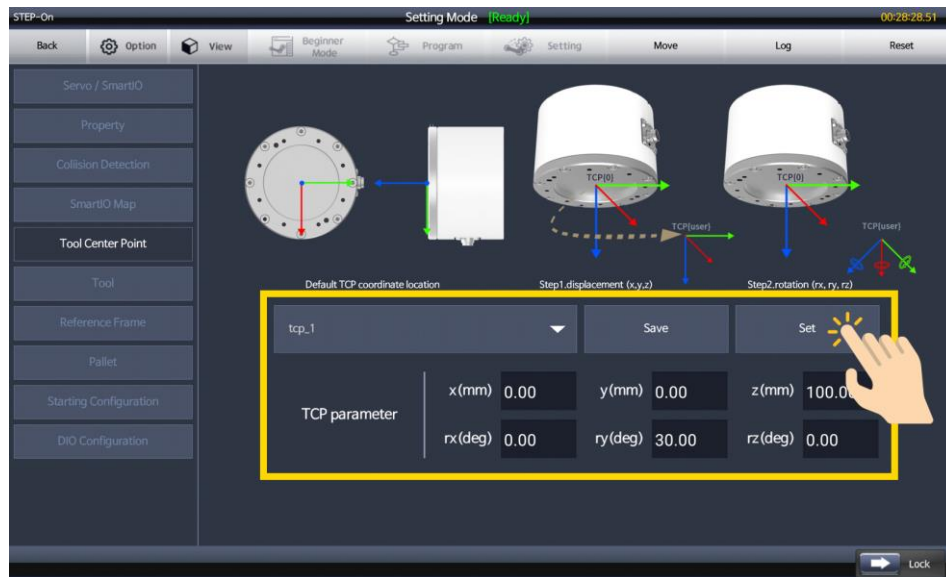 STEP-On
Setting Mode [Ready]
00:28:28.51
Back
Option
View
Beginner
Mode
Program
Setting
Move
Log
Reset
Servo / SmartIO
Property
Collision Detection
SmartIO Map
Tool Center Point
Tool
Reference Frame
Pallet
Starting Configuration
DIO Configuration
TCP[0]
TCP(user)
TCP[0]
TCP(user)
Default TCP coordinate location
Step1.displacement (x,y,z)
Step2.rotation (rx, ry, rz)
tcp_1
Save
Set
TCP parameter
x(mm) 0.00
y(mm) 0.00
z(mm) 100.0
rx(deg) 0.00
ry(deg) 30.00
rz(deg) 0.00
Lock